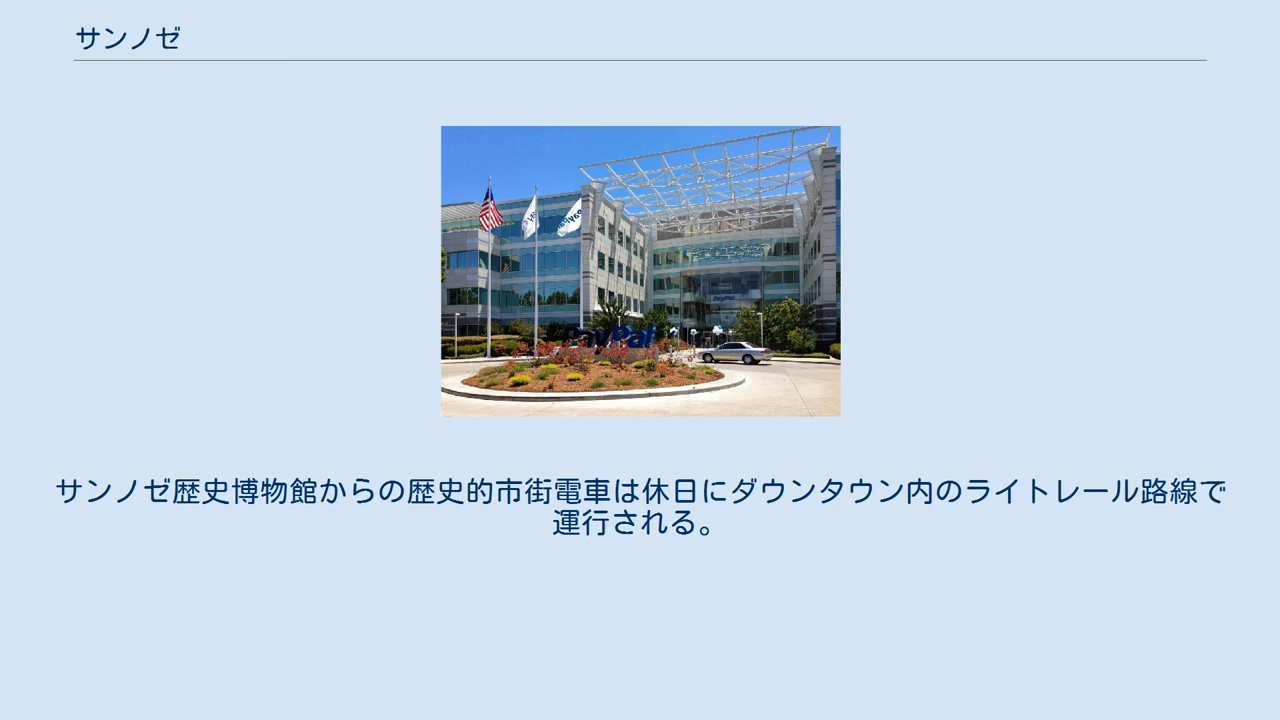 サンノゼ
PayPal
サンノゼ歴史博物館からの歴史的市街電車は休日にダウンタウン内のライトレール路線で
運行される。